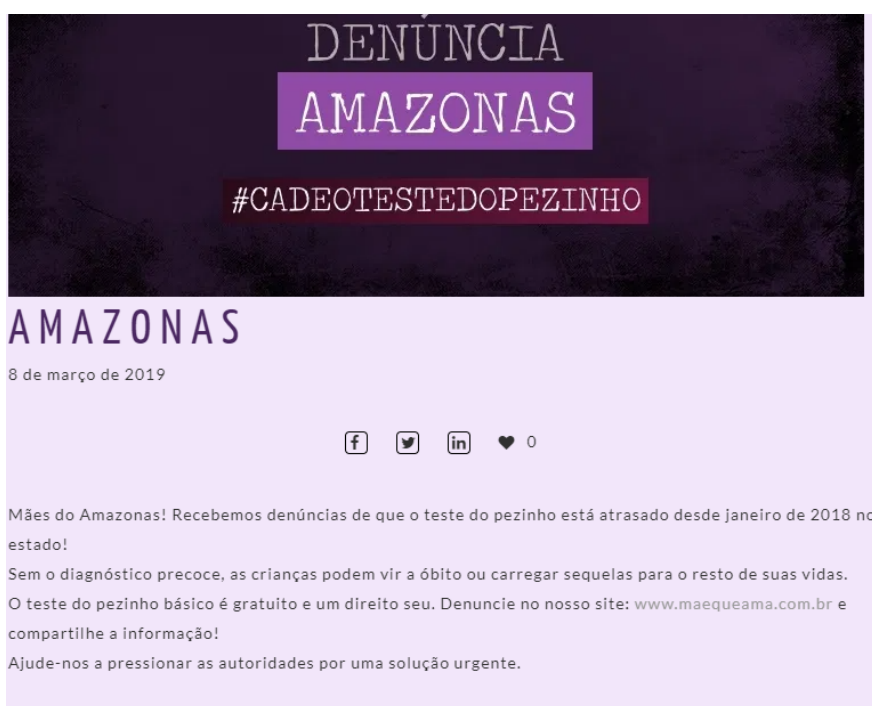 DENÚNCIA
AMAZONAS
#CADEOTESTEDOPEZINHO
AMAZONAS
8 de março de 2019
f in 0
Mães do Amazonas! Recebemos denúncias de que o teste do pezinho está atrasado desde janeiro de 2018 no
estado!
Sem o diagnóstico precoce, as crianças podem vir a óbito ou carregar sequelas para o resto de suas vidas.
O teste do pezinho básico é gratuito e um direito seu. Denuncie no nosso site: www.maequeama.com.br e
compartilhe a informação!
Ajude-nos a pressionar as autoridades por uma solução urgente.